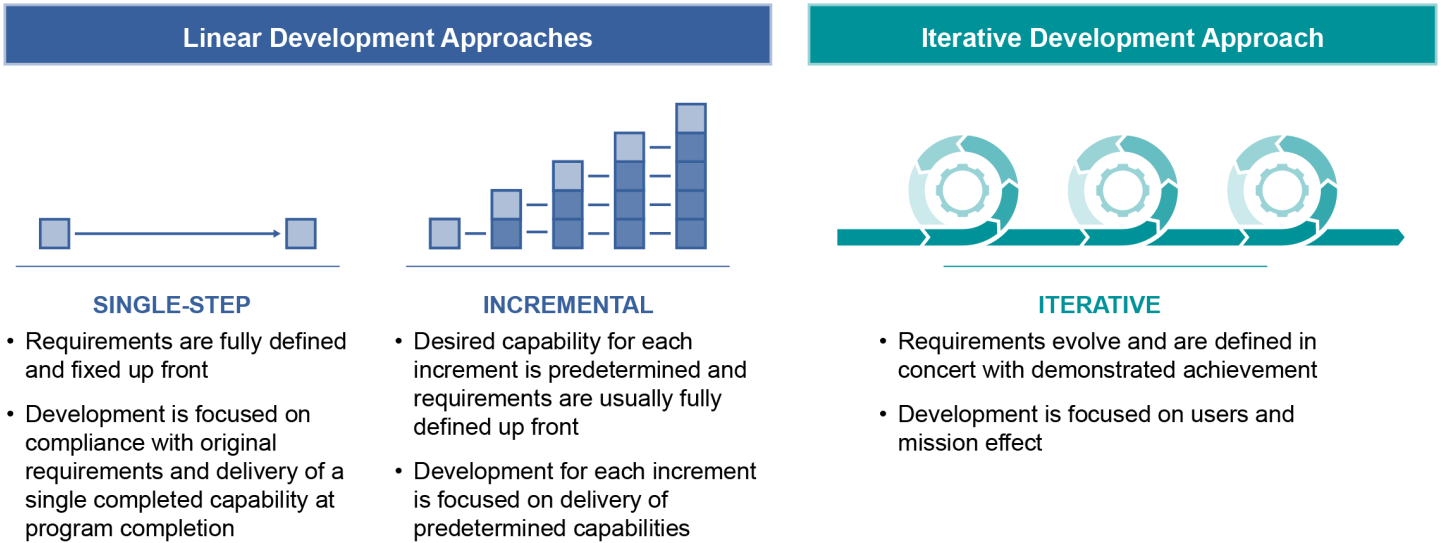 Linear Development Approaches
Iterative Development Approach
SINGLE-STEP
• Requirements are fully defined
and fixed up front
• Development is focused on
compliance with original
requirements and delivery of a
single completed capability at
program completion
INCREMENTAL
• Desired capability for each
increment is predetermined and
requirements are usually fully
defined up front
• Development for each increment
is focused on delivery of
predetermined capabilities
ITERATIVE
• Requirements evolve and are defined in
concert with demonstrated achievement
• Development is focused on users and
mission effect